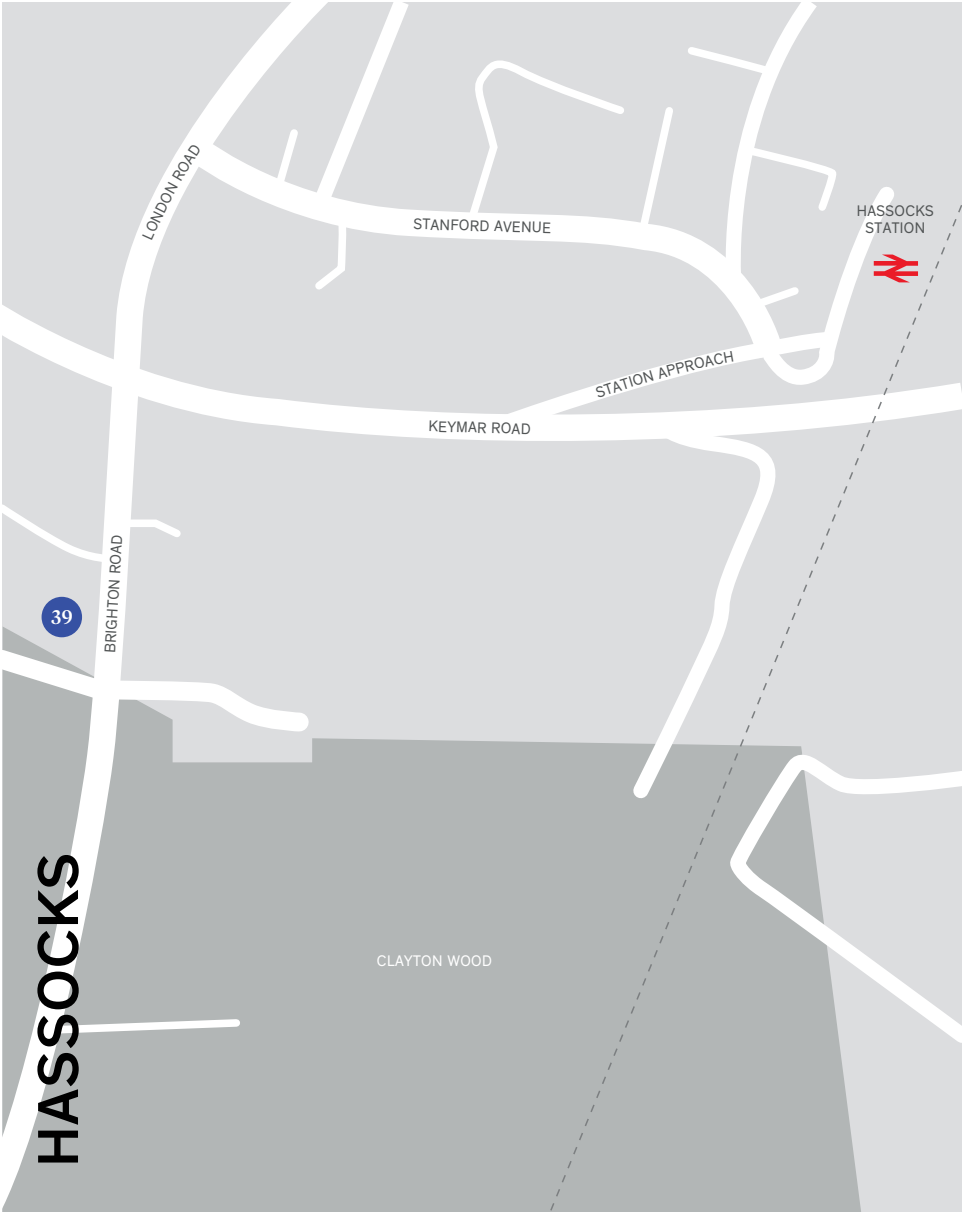 LONDON ROAD
HASSOCKS
STATION
STANFORD AVENUE
STATION APPROACH
KEYMAR ROAD
BRIGHTON ROAD
39
CLAYTON WOOD
HASSOCKS